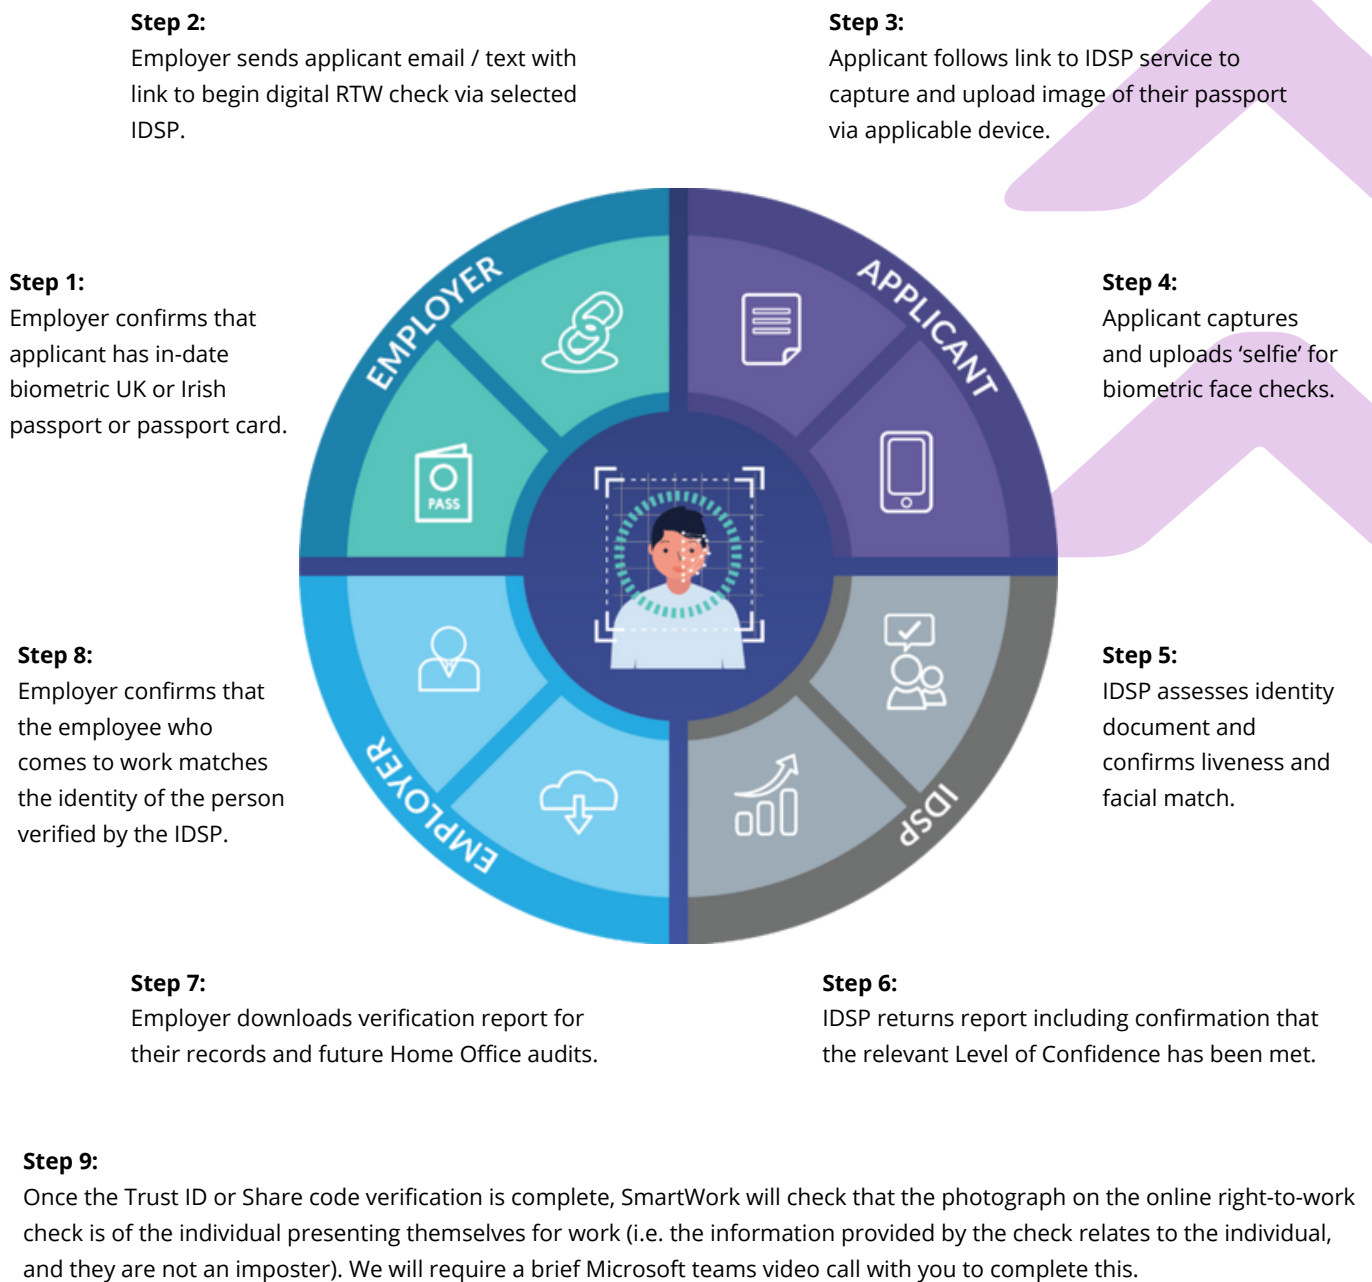 Step 2:
Employer sends applicant email / text with
link to begin digital RTW check via selected
IDSP.
Step 3:
Applicant follows link to IDSP service to
capture and upload image of their passport
via applicable device.
Step 1:
Employer confirms that
applicant has in-date
biometric UK or Irish
passport or passport card.
EMPLOYER
APPLICANT
PASS
Step 4:
Applicant captures
and uploads ‘selfie’ for
biometric face checks.
Step 8:
Employer confirms that
the employee who
comes to work matches
the identity of the person
verified by the IDSP.
EMPLOYER
IDSP
Step 5:
IDSP assesses identity
document and
confirms liveness and
facial match.
Step 7:
Employer downloads verification report for
their records and future Home Office audits.
Step 6:
IDSP returns report including confirmation that
the relevant Level of Confidence has been met.
Step 9:
Once the Trust ID or Share code verification is complete, SmartWork will check that the photograph on the online right-to-work
check is of the individual presenting themselves for work (i.e. the information provided by the check relates to the individual,
and they are not an imposter). We will require a brief Microsoft teams video call with you to complete this.